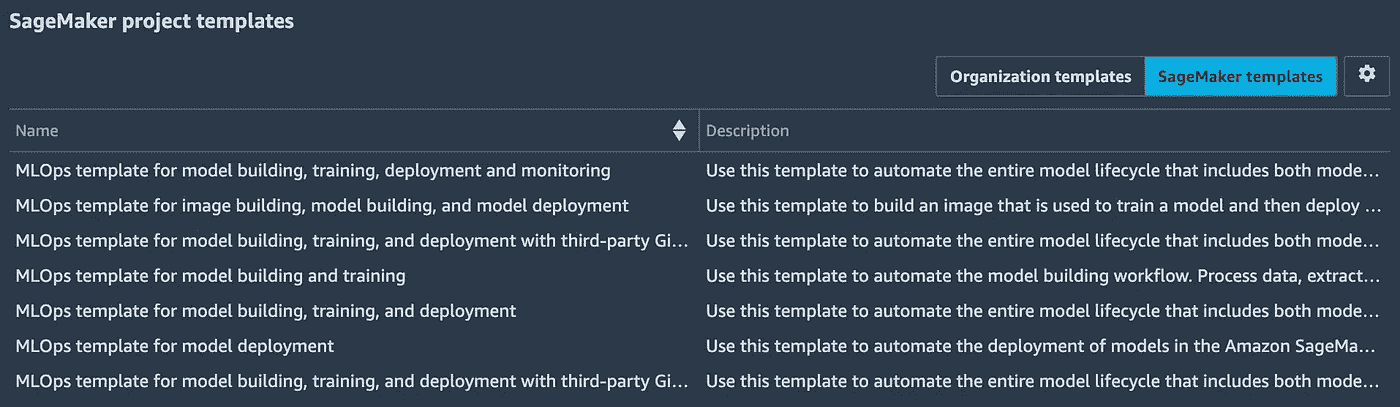 SageMaker project templates
Organization templates SageMaker templates
Name Description
MLOps template for model building, training, deployment and monitoring Use this template to automate the entire model lifecycle that includes both mode...
MLOps template for image building, model building, and model deployment Use this template to build an image that is used to train a model and then deploy ...
MLOps template for model building, training, and deployment with third-party Gi... Use this template to automate the entire model lifecycle that includes both mode...
MLOps template for model building and training Use this template to automate the model building workflow. Process data, extract...
MLOps template for model building, training, and deployment Use this template to automate the entire model lifecycle that includes both mode...
MLOps template for model deployment Use this template to automate the deployment of models in the Amazon SageMa...
MLOps template for model building, training, and deployment with third-party Gi... Use this template to automate the entire model lifecycle that includes both mode...